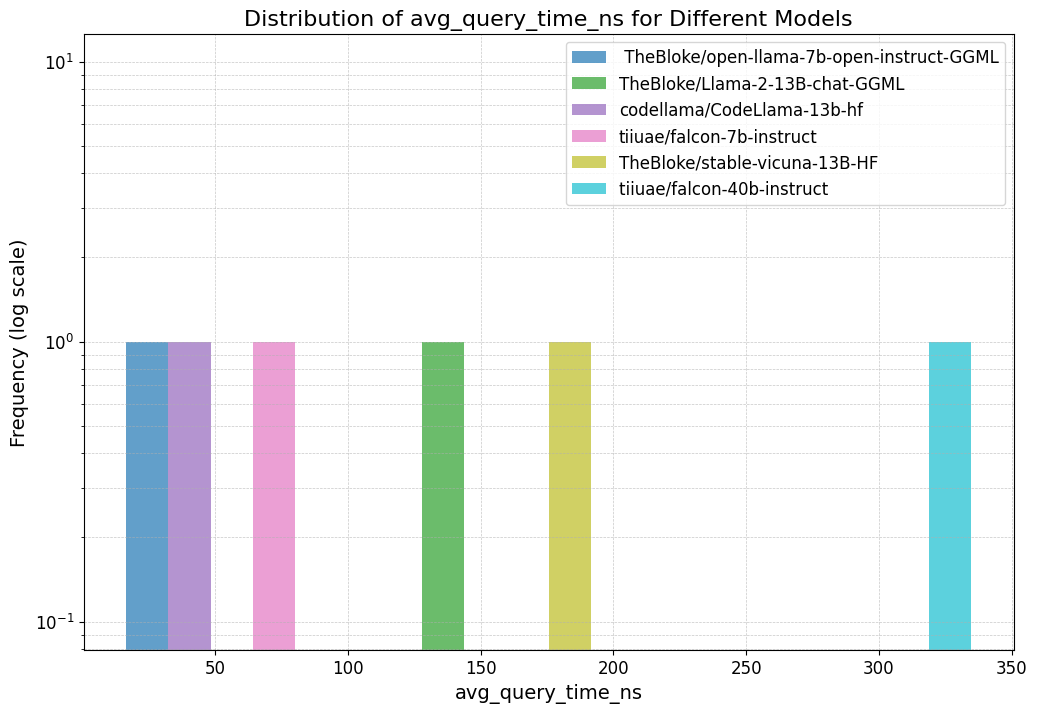 Distribution of avg_query_time_ns for Different Models
TheBloke/open-llama-7b-open-instruct-GGML
TheBloke/Llama-2-13B-chat-GGML
codellama/CodeLlama-13b-hf
tiiuae/falcon-7b-instruct
TheBloke/stable-vicuna-13B-HF
tiiuae/falcon-40b-instruct
Frequency (log scale)
10¹
10⁰
10⁻¹
50 100 150 200 250 300 350
avg_query_time_ns